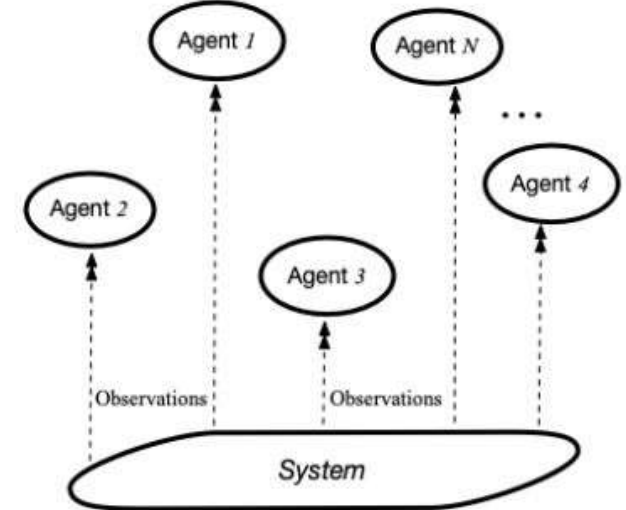 Agent 1
Agent N
...
Agent 4
Agent 2
Agent 3
Observations
Observations
System